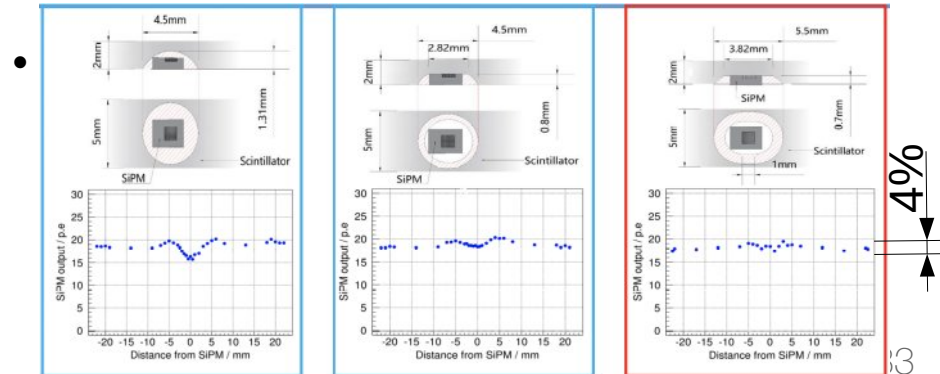 •
4.5mm
2mm
1.31mm
5mm
Scintillator
SiPM
30
25
20
15
10
5
0
SiPM output / p.e
-20 -15 -10 -5 0 5 10 15 20
Distance from SiPM / mm
4.5mm
2.82mm
2mm
0.8mm
5mm
Scintillator
SiPM
30
25
20
15
10
5
0
SiPM output / p.e
-20 -15 -10 -5 0 5 10 15 20
Distance from SiPM / mm
5.5mm
3.82mm
2mm
SiPM
0.7mm
5mm
Scintillator
1mm
30
25
20
15
10
5
0
SiPM output / p.e
-20 -15 -10 -5 0 5 10 15 20
Distance from SiPM / mm
4%
33